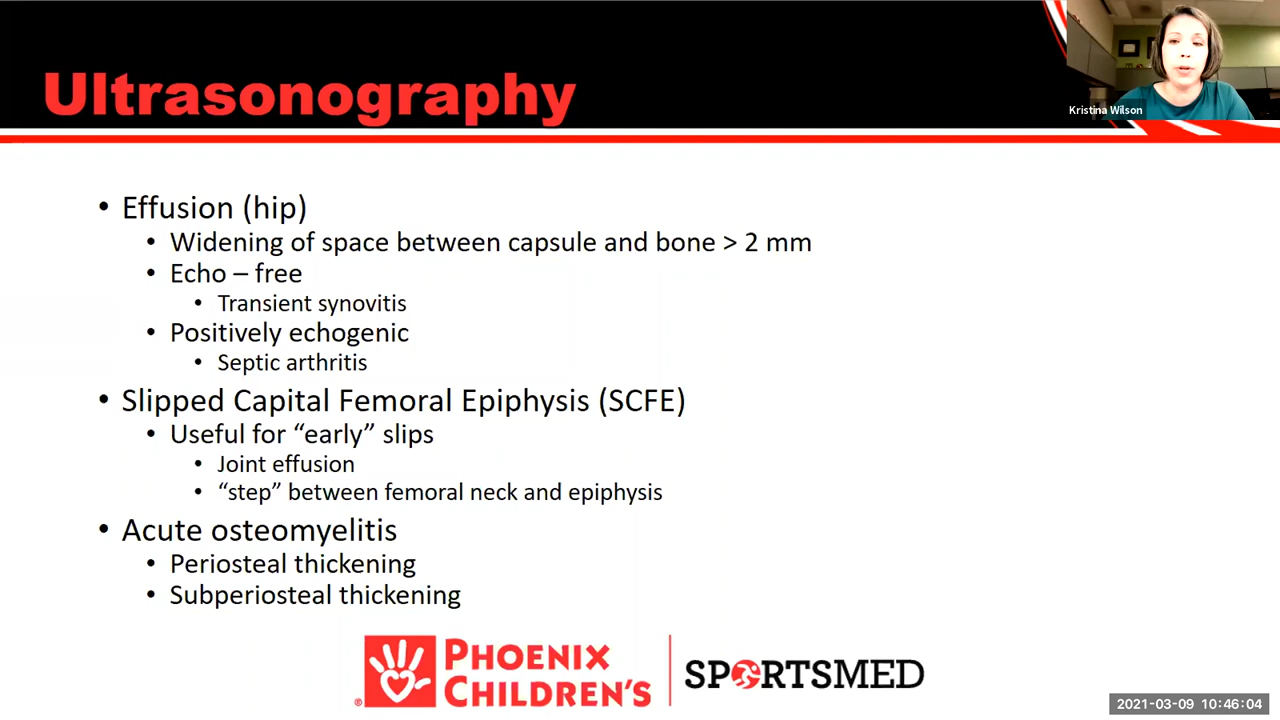 Ultrasonography
Kristina Wilson
• Effusion (hip)
• Widening of space between capsule and bone > 2 mm
• Echo – free
• Transient synovitis
• Positively echogenic
• Septic arthritis
• Slipped Capital Femoral Epiphysis (SCFE)
• Useful for “early” slips
• Joint effusion
• “step” between femoral neck and epiphysis
• Acute osteomyelitis
• Periosteal thickening
• Subperiosteal thickening
® PHOENIX
CHILDREN'S
SPORTSMED
2021-03-09 10:46:04